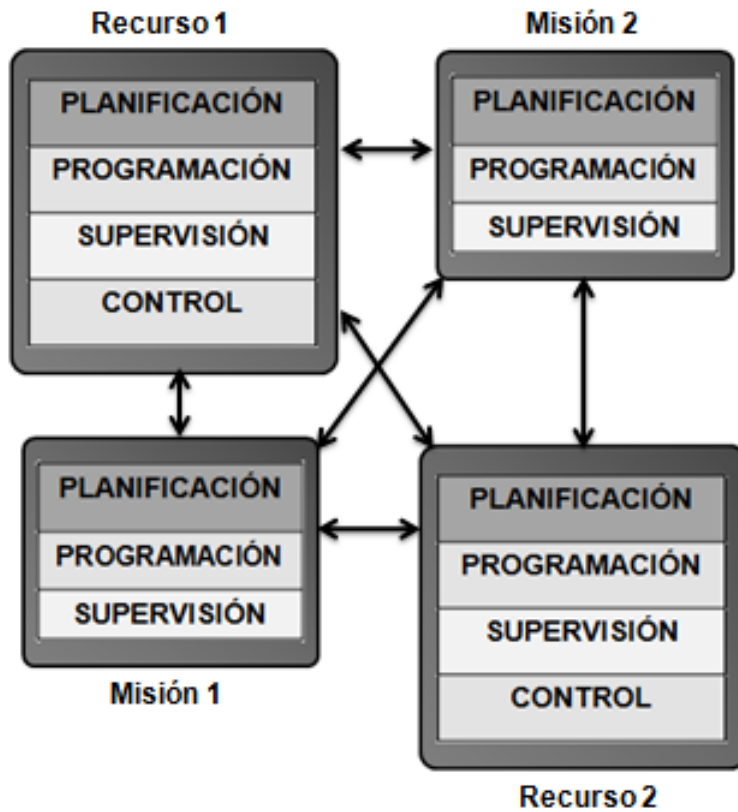 Recurso 1
PLANIFICACIÓN
PROGRAMACIÓN
SUPERVISIÓN
CONTROL
Misión 2
PLANIFICACIÓN
PROGRAMACIÓN
SUPERVISIÓN
PLANIFICACIÓN
PROGRAMACIÓN
SUPERVISIÓN
Misión 1
PLANIFICACIÓN
PROGRAMACIÓN
SUPERVISIÓN
CONTROL
Recurso 2